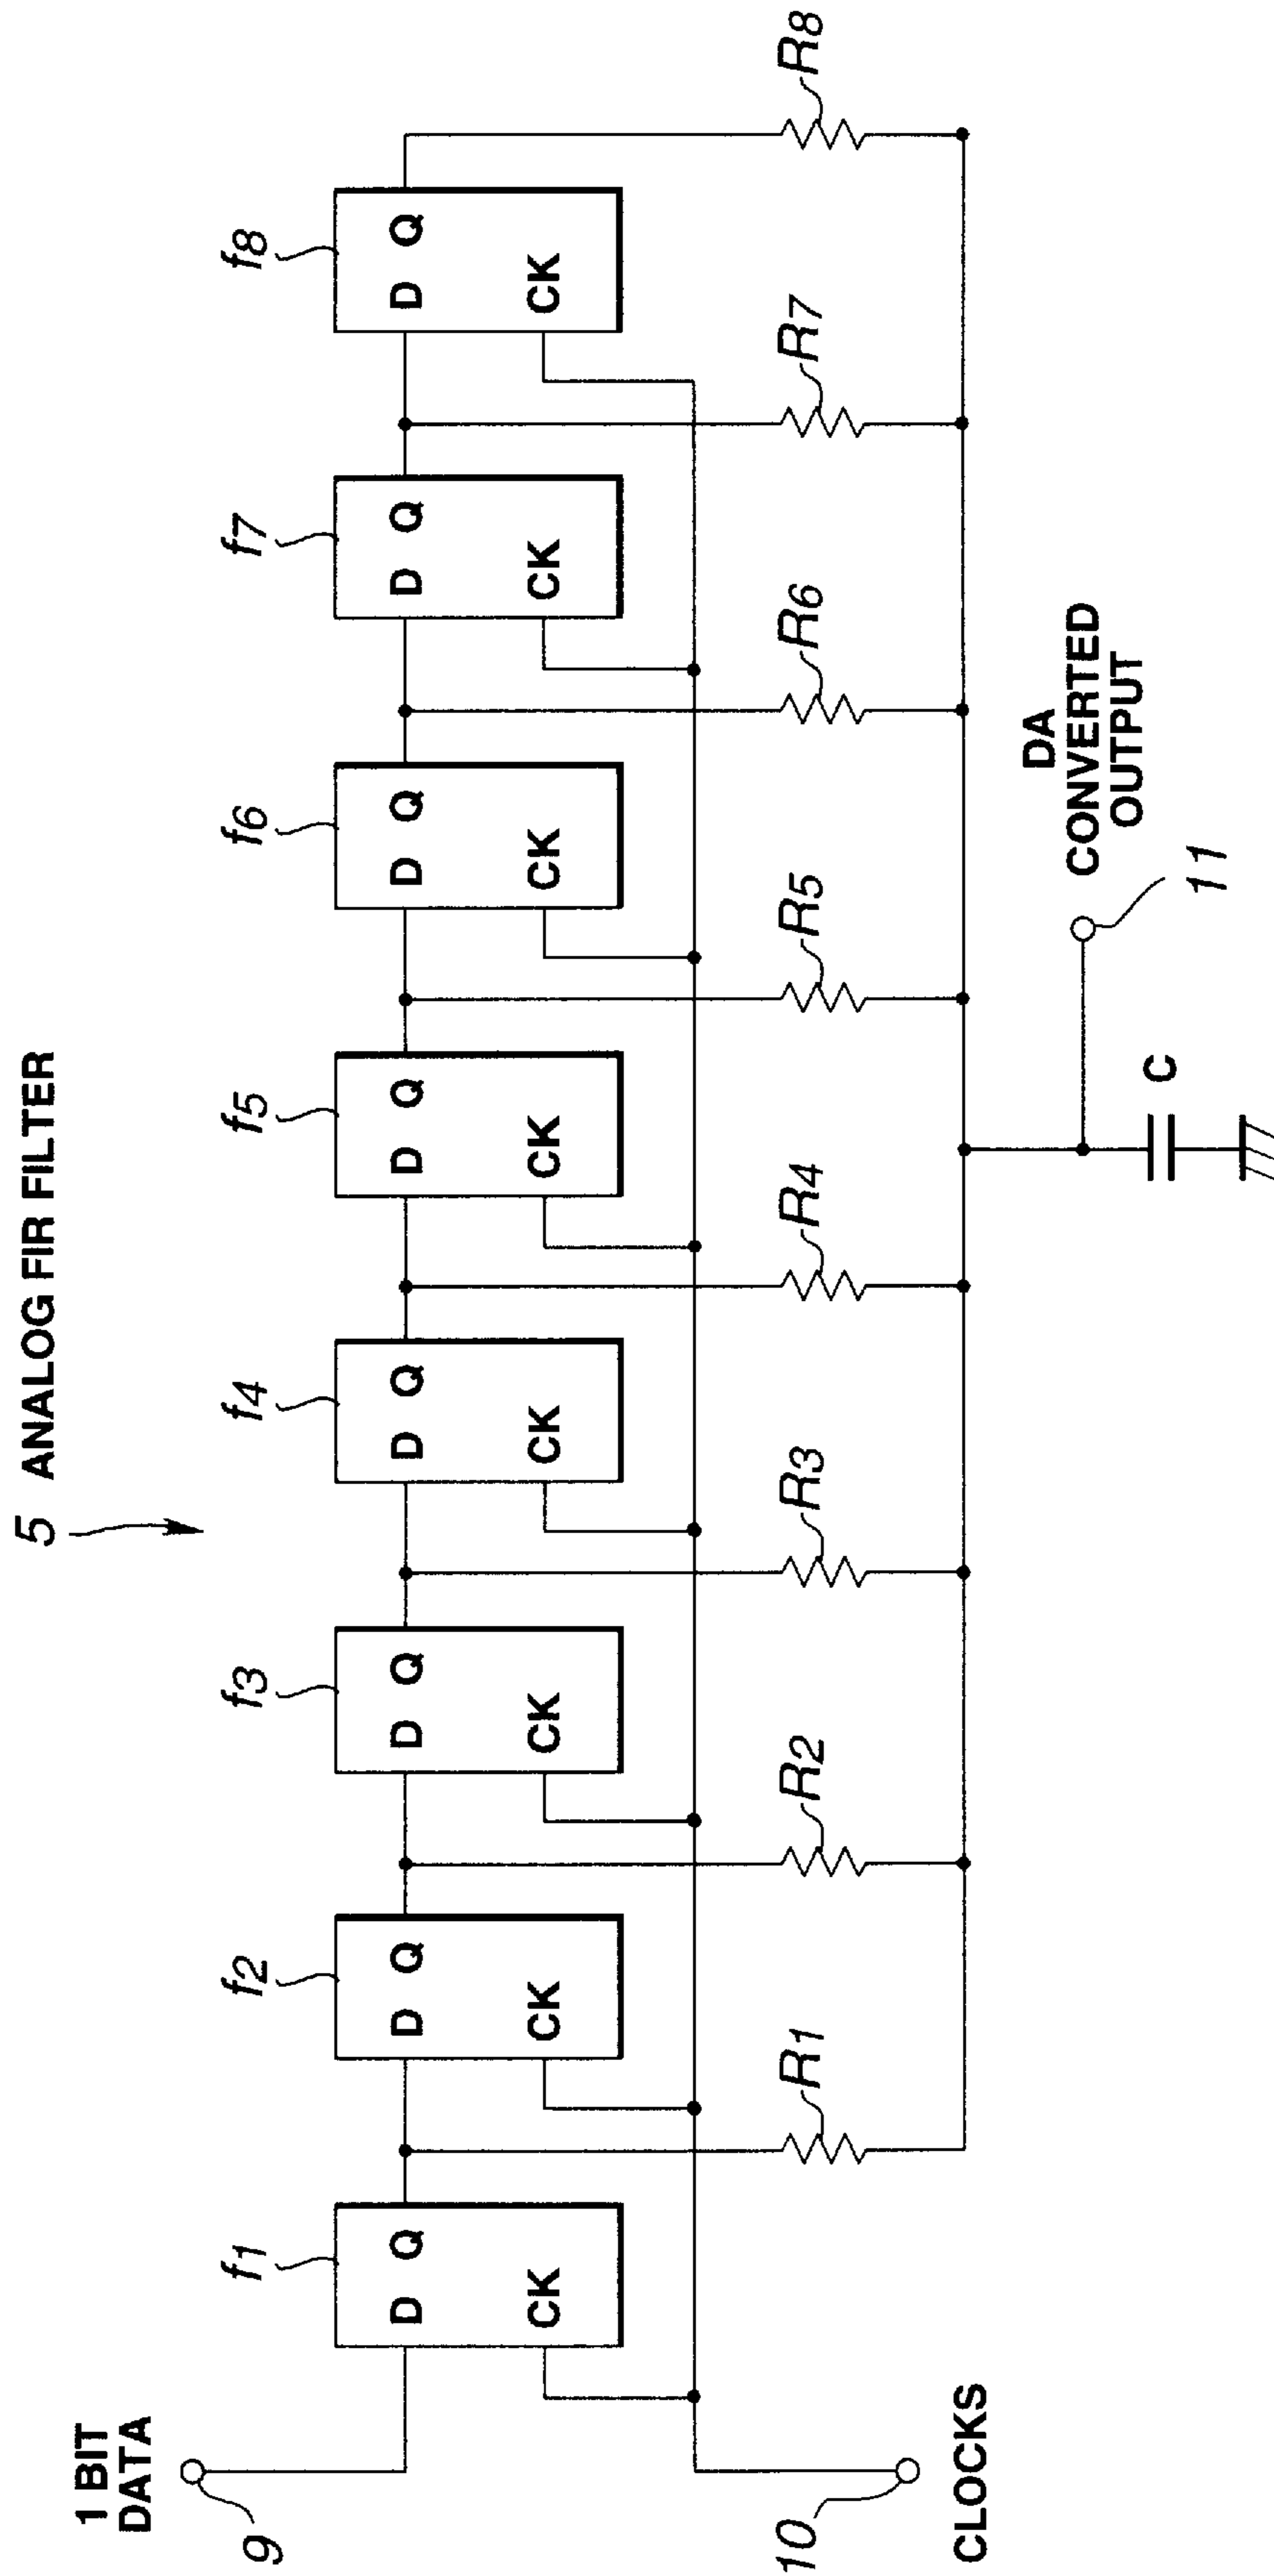 5 ANALOG FIR FILTER
1 BIT
DATA
9
f1 f2 f3 f4 f5 f6 f7 f8
D Q D Q D Q D Q D Q D Q D Q D Q
CK CK CK CK CK CK CK CK
R1 R2 R3 R4 R5 R6 R7 R8
10
CLOCKS
C
DA
CONVERTED
OUTPUT
11